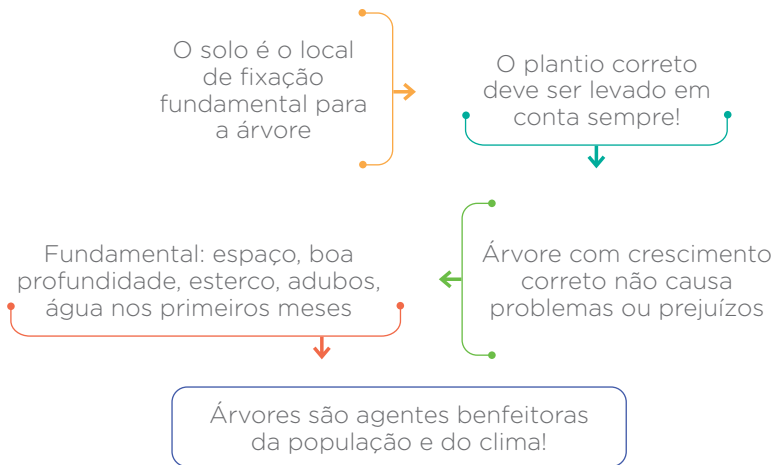 O solo é o local
de fixação
fundamental para
a árvore
O plantio correto
deve ser levado em
conta sempre!
Árvore com crescimento
correto não causa
problemas ou prejuízos
Fundamental: espaço, boa
profundidade, esterco, adubos,
água nos primeiros meses
Árvores são agentes benfeitoras
da população e do clima!